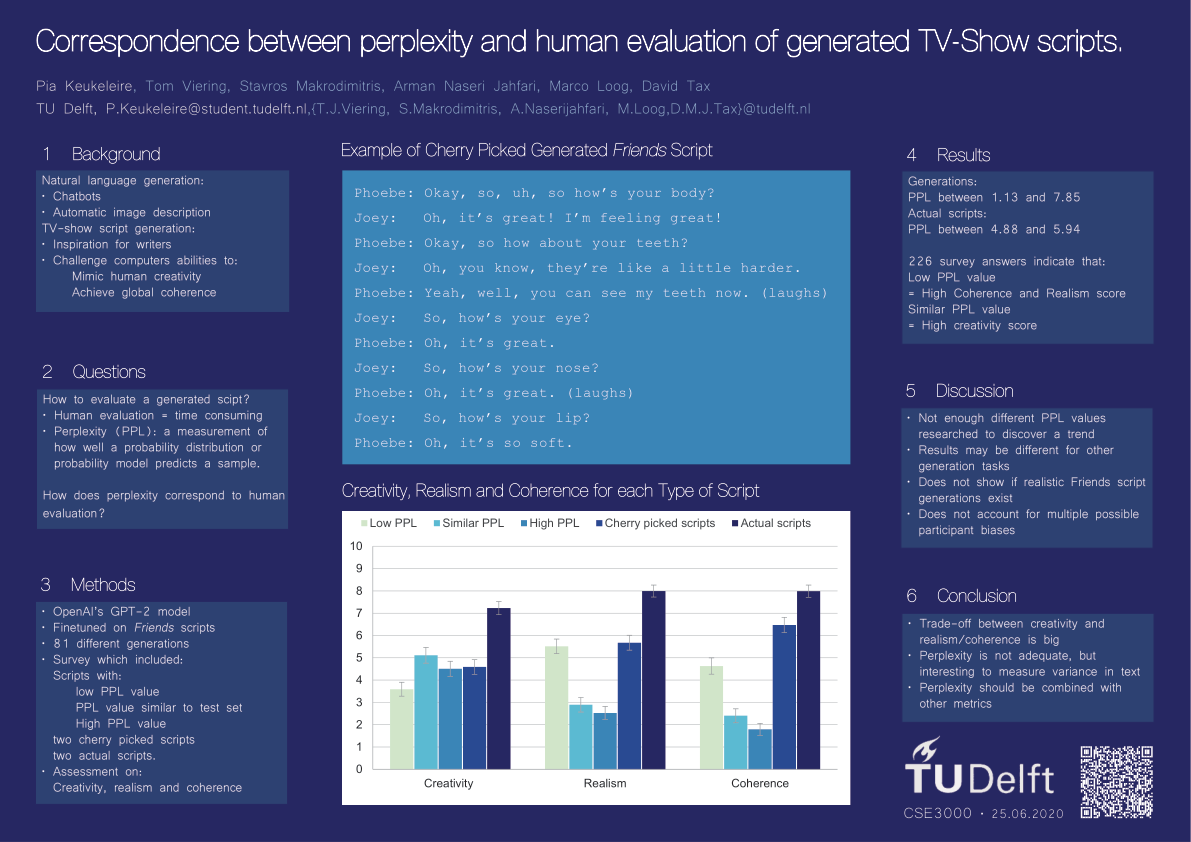 Correspondence between perplexity and human evaluation of generated TV-Show scripts.
Pia Keukeleire, Tom Viering, Stavros Makrodimitris, Arman Naseri Jahfari, Marco Loog, David Tax
TU Delft, P.Keukeleire@student.tudelft.nl,{T.J.Viering, S.Makrodimitris, A.Naserijahfari, M.Loog,D.M.J.Tax}@tudelft.nl
1 Background
Natural language generation:
• Chatbots
• Automatic image description
TV-show script generation:
• Inspiration for writers
• Challenge computers abilities to:
Mimic human creativity
Achieve global coherence
2 Questions
How to evaluate a generated scipt?
• Human evaluation = time consuming
• Perplexity (PPL): a measurement of
how well a probability distribution or
probability model predicts a sample.
How does perplexity correspond to human
evaluation?
3 Methods
• OpenAI's GPT-2 model
• Finetuned on Friends scripts
• 81 different generations
• Survey which included:
Scripts with:
low PPL value
PPL value similar to test set
High PPL value
two cherry picked scripts
two actual scripts.
• Assessment on:
Creativity, realism and coherence
Example of Cherry Picked Generated Friends Script
Phoebe: Okay, so, uh, so how's your body?
Joey: Oh, it's great! I'm feeling great!
Phoebe: Okay, so how about your teeth?
Joey: Oh, you know, they're like a little harder.
Phoebe: Yeah, well, you can see my teeth now. (laughs)
Joey: So, how's your eye?
Phoebe: Oh, it's great.
Joey: So, how's your nose?
Phoebe: Oh, it's great. (laughs)
Joey: So, how's your lip?
Phoebe: Oh, it's so soft.
Creativity, Realism and Coherence for each Type of Script
Low PPL Similar PPL High PPL Cherry picked scripts Actual scripts
10
9
8
7
6
5
4
3
2
1
0
Creativity Realism Coherence
4 Results
Generations:
PPL between 1.13 and 7.85
Actual scripts:
PPL between 4.88 and 5.94
226 survey answers indicate that:
Low PPL value
= High Coherence and Realism score
Similar PPL value
= High creativity score
5 Discussion
• Not enough different PPL values
researched to discover a trend
• Results may be different for other
generation tasks
• Does not show if realistic Friends script
generations exist
• Does not account for multiple possible
participant biases
6 Conclusion
• Trade-off between creativity and
realism/coherence is big
• Perplexity is not adequate, but
interesting to measure variance in text
• Perplexity should be combined with
other metrics
TU Delft
CSE3000 • 25.06.2020